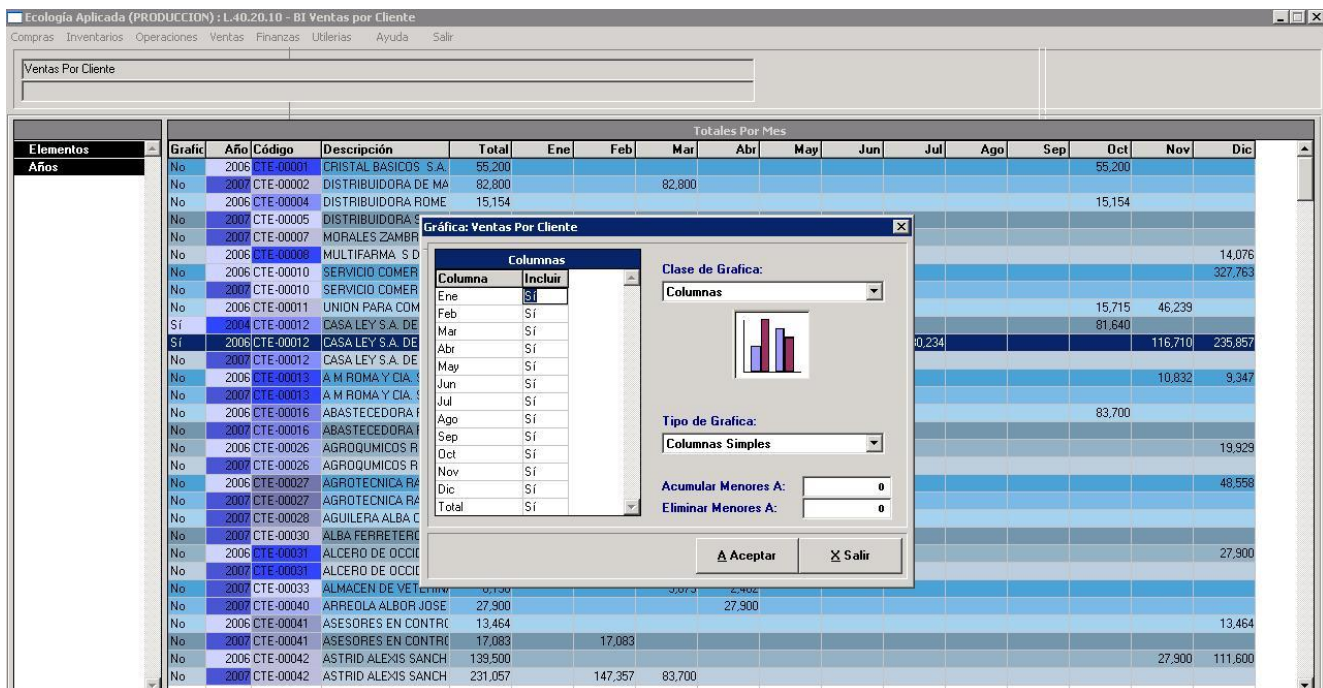 Ecología Aplicada (PRODUCCION) : L.40.20.10 - BI Ventas por Cliente
Compras Inventarios Operaciones Ventas Finanzas Utilerias Ayuda Salir
Ventas Por Cliente
Totales Por Mes
Elementos
Años
Grafic Año Código Descripción Total Ene Feb Mar Abr May Jun Jul Ago Sep Oct Nov Dic
No 2006 CTE-00001 CRISTAL BASICOS S.A. 55,200 55,200
No 2007 CTE-00002 DISTRIBUIDORA DE MA 82,800 82,800
No 2006 CTE-00004 DISTRIBUIDORA ROME 15,154 15,154
No 2007 CTE-00005 DISTRIBUIDORA S
No 2007 CTE-00007 MORALES ZAMBR
No 2006 CTE-00008 MULTIFARMA S D 14,076
No 2006 CTE-00010 SERVICIO COMER 327,763
No 2007 CTE-00010 SERVICIO COMER
No 2006 CTE-00011 UNION PARA COM 15,715 46,239
Sí 2004 CTE-00012 CASA LEY S.A. DE 81,640
Sí 2006 CTE-00012 CASA LEY S.A. DE 0,234 116,710 235,857
No 2007 CTE-00012 CASA LEY S.A. DE
No 2006 CTE-00013 A M ROMA Y CIA. 10,832 9,347
No 2007 CTE-00013 A M ROMA Y CIA.
No 2006 CTE-00016 ABASTECEDORA 83,700
No 2007 CTE-00016 ABASTECEDORA
No 2006 CTE-00026 AGROQUMICOS R 19,929
No 2007 CTE-00026 AGROQUMICOS R
No 2006 CTE-00027 AGROTECNICA RA 48,558
No 2007 CTE-00027 AGROTECNICA RA
No 2007 CTE-00028 AGUILERA ALBA C
No 2007 CTE-00030 ALBA FERRETERO
No 2006 CTE-00031 ALCERO DE OCCID 27,900
No 2007 CTE-00031 ALCERO DE OCCID
No 2007 CTE-00033 ALMACEN DE
No 2007 CTE-00040 ARREOLA ALBOR JOSE 27,900 27,900
No 2006 CTE-00041 ASESORES EN CONTRO 13,464 13,464
No 2007 CTE-00041 ASESORES EN CONTRO 17,083 17,083
No 2006 CTE-00042 ASTRID ALEXIS SANCH 139,500 27,900 111,600
No 2007 CTE-00042 ASTRID ALEXIS SANCH 231,057 147,357 83,700
Gráfica: Ventas Por Cliente
Columnas
Columna Incluir
Ene Sí
Feb Sí
Mar Sí
Abr Sí
May Sí
Jun Sí
Jul Sí
Ago Sí
Sep Sí
Oct Sí
Nov Sí
Dic Sí
Total Sí
Clase de Grafica:
Columnas
Tipo de Grafica:
Columnas Simples
Acumular Menores A: 0
Eliminar Menores A: 0
A Aceptar X Salir